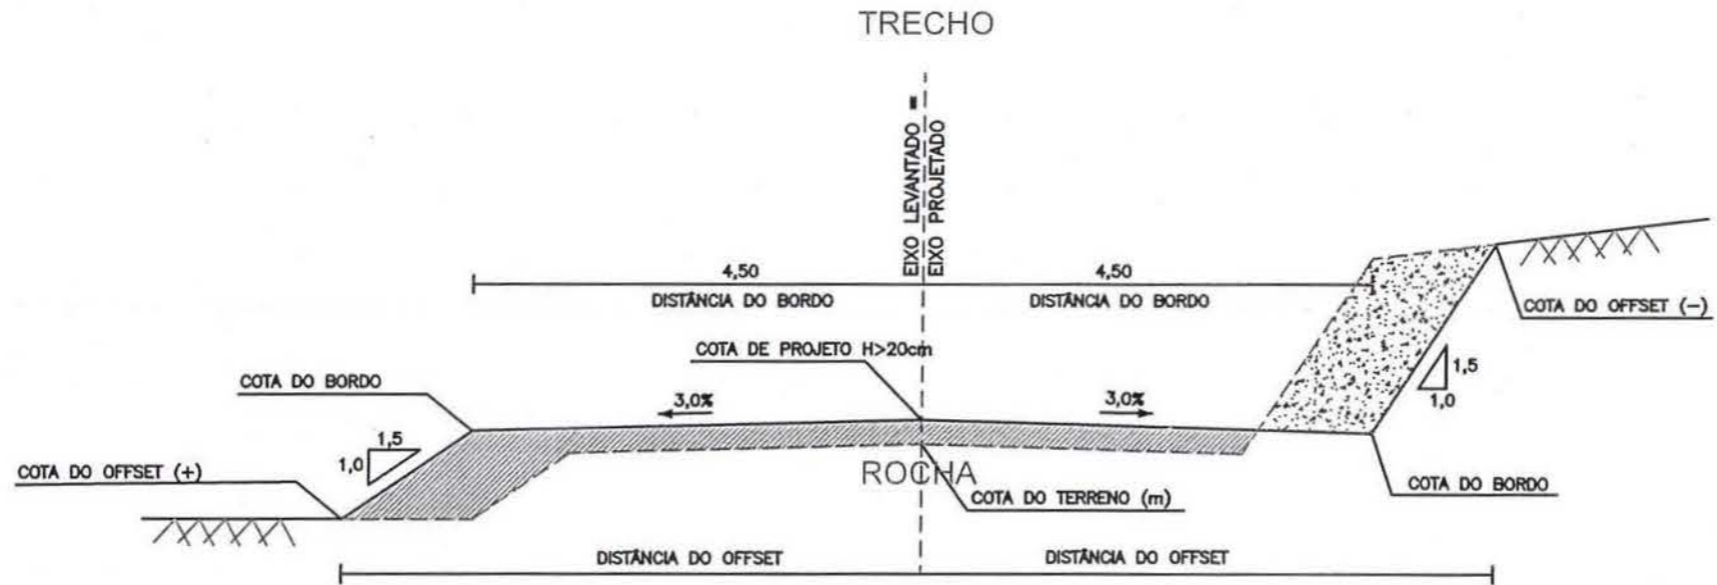 TRECHO
EIXO LEVANTADO =
EIXO PROJETADO
4,50
4,50
DISTÂNCIA DO BORDO
DISTÂNCIA DO BORDO
COTA DO OFFSET (-)
COTA DE PROJETO H>20cm
COTA DO BORDO
3,0%
3,0%
1,5
1,0
1,5
1,0
COTA DO OFFSET (+)
ROCHA
COTA DO TERRENO (m)
COTA DO BORDO
DISTÂNCIA DO OFFSET
DISTÂNCIA DO OFFSET